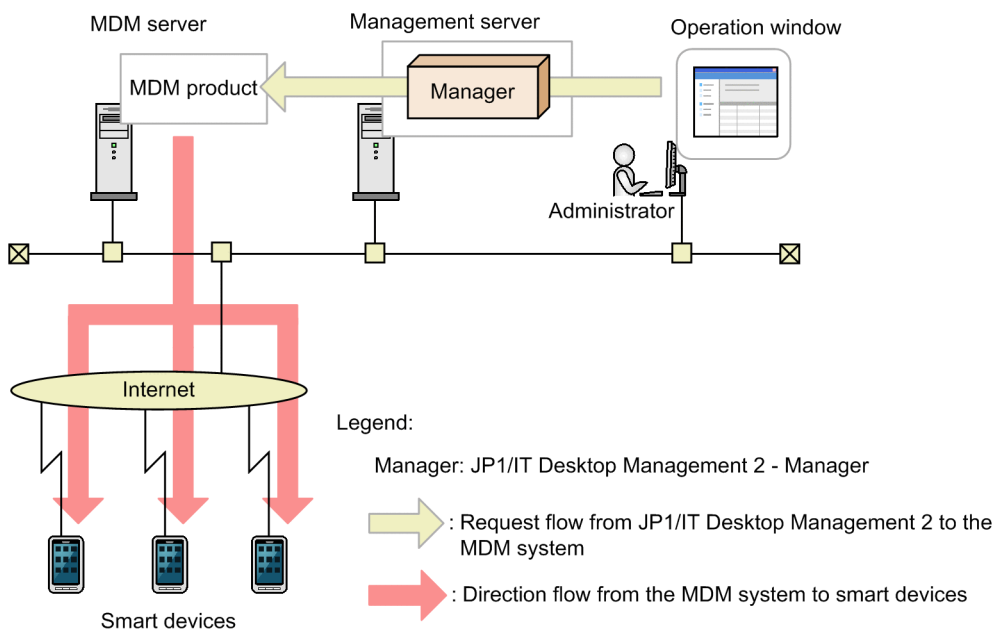 MDM server
Management server
Operation window
MDM product
Manager
Administrator
Internet
Legend:
Manager: JP1/IT Desktop Management 2 - Manager
: Request flow from JP1/IT Desktop Management 2 to the
MDM system
: Direction flow from the MDM system to smart devices
Smart devices